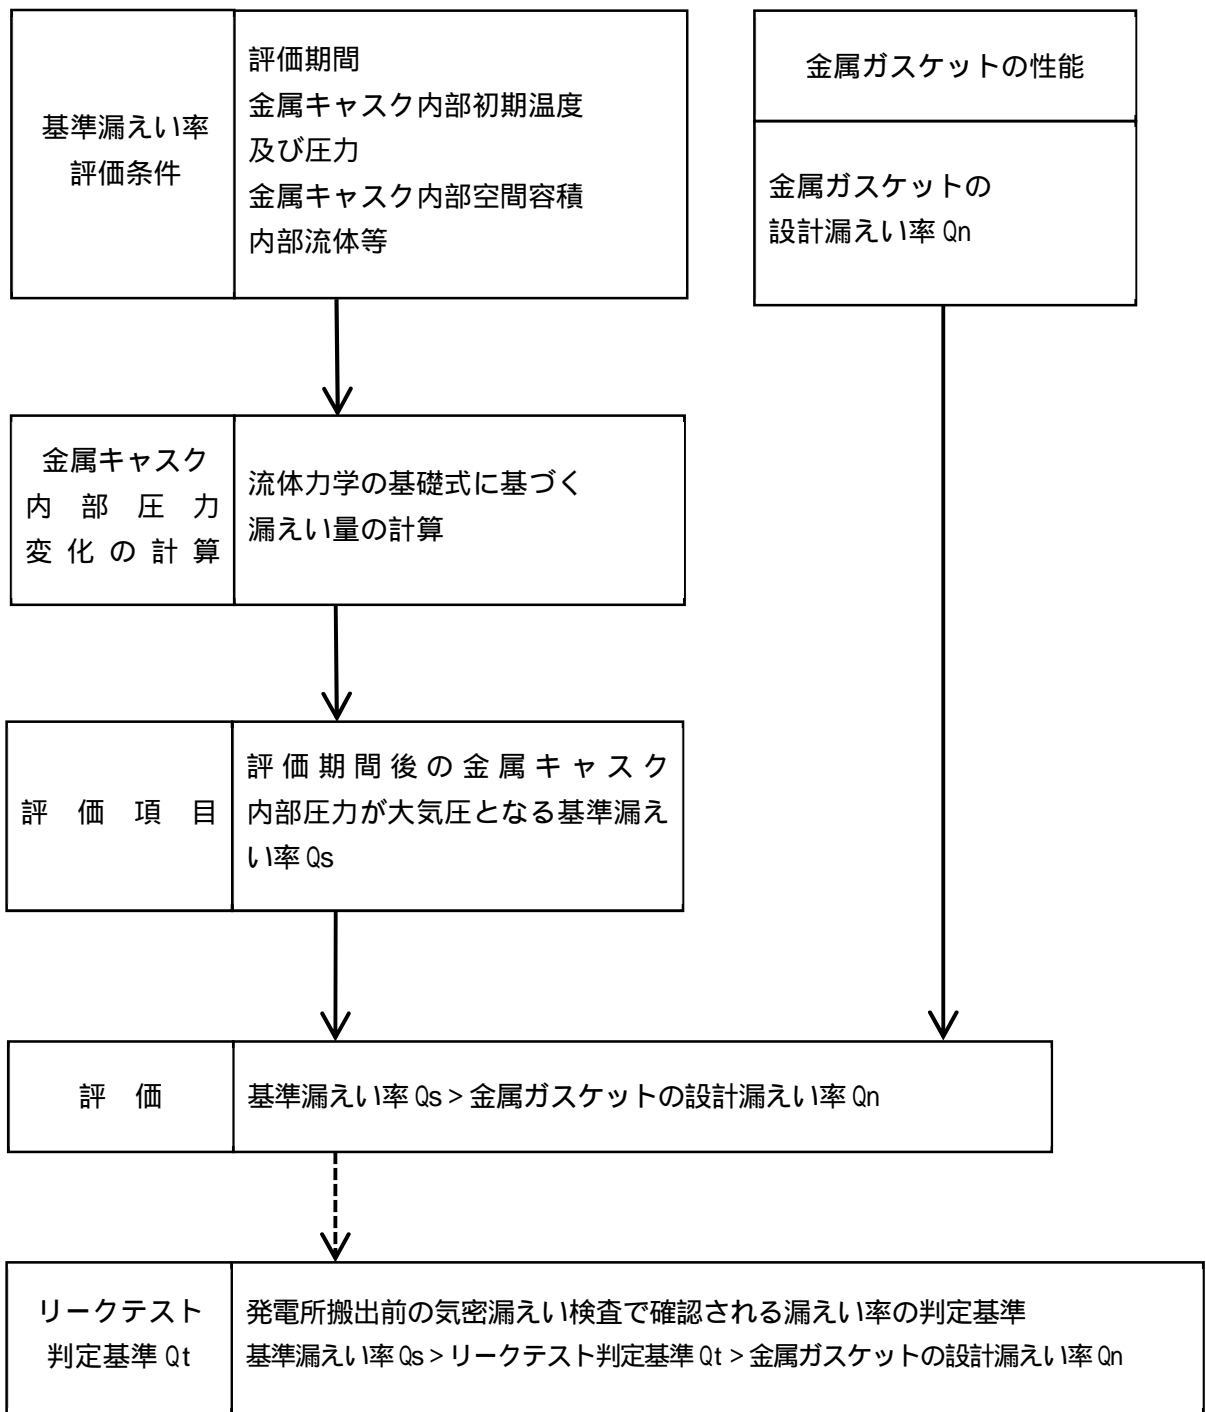 基準漏えい率
評価条件
評価期間
金属キャスク内部初期温度
及び圧力
金属キャスク内部空間容積
内部流体等
金属ガスケットの性能
金属ガスケットの
設計漏えい率 Qn
金属キャスク
内部圧力
変化の計算
流体力学の基礎式に基づく
漏えい量の計算
評価項目
評価期間後の金属キャスク
内部圧力が大気圧となる基準漏え
い率 Qs
評価
基準漏えい率 Qs > 金属ガスケットの設計漏えい率 Qn
リークテスト
判定基準 Qt
発電所搬出前の気密漏えい検査で確認される漏えい率の判定基準
基準漏えい率 Qs > リークテスト判定基準 Qt > 金属ガスケットの設計漏えい率 Qn